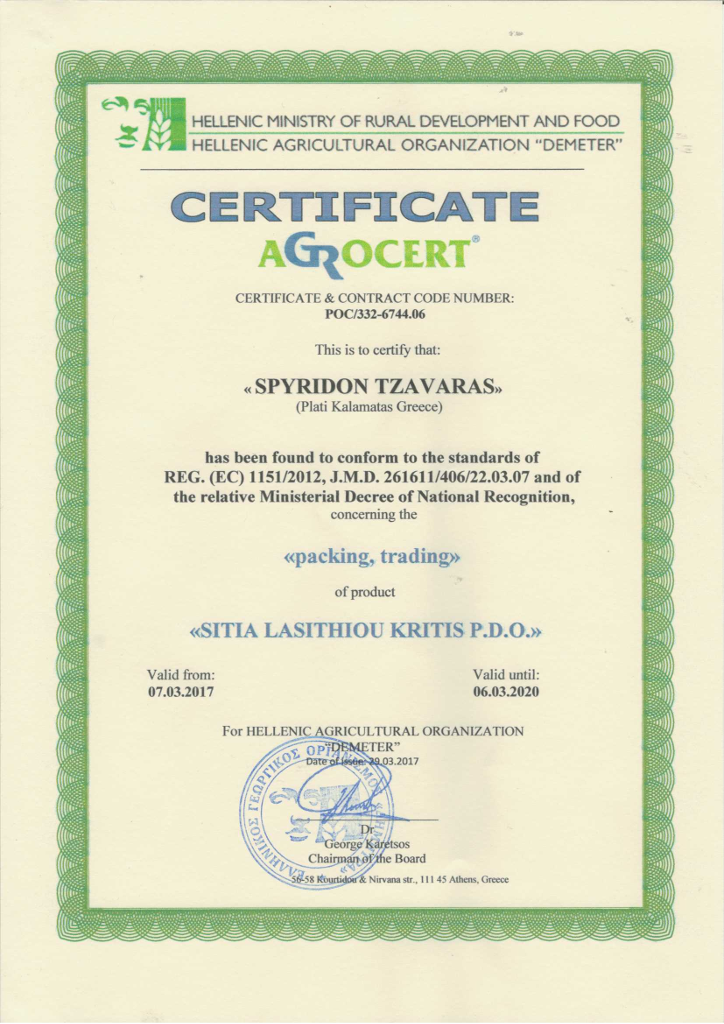 HELLENIC MINISTRY OF RURAL DEVELOPMENT AND FOOD
HELLENIC AGRICULTURAL ORGANIZATION "DEMETER"
CERTIFICATE
AGROCERT®
CERTIFICATE & CONTRACT CODE NUMBER:
POC/332-6744.06
This is to certify that:
«SPYRIDON TZAVARAS»
(Plati Kalamatas Greece)
has been found to conform to the standards of
REG. (EC) 1151/2012, J.M.D. 261611/406/22.03.07 and of
the relative Ministerial Decree of National Recognition,
concerning the
«packing, trading»
of product
«SITIA LASITHIOU KRITIS P.D.O.»
Valid from: Valid until:
07.03.2017 06.03.2020
For HELLENIC AGRICULTURAL ORGANIZATION
"DEMETER"
Date of Issue: 29.03.2017
ΕΛΛΗΝΙΚΟΣ ΓΕΩΡΓΙΚΟΣ ΟΡΓΑΝΙΣΜΟΣ
Dr
George Karetsos
Chairman of the Board
56-58 Kourtidou & Nirvana str., 111 45 Athens, Greece